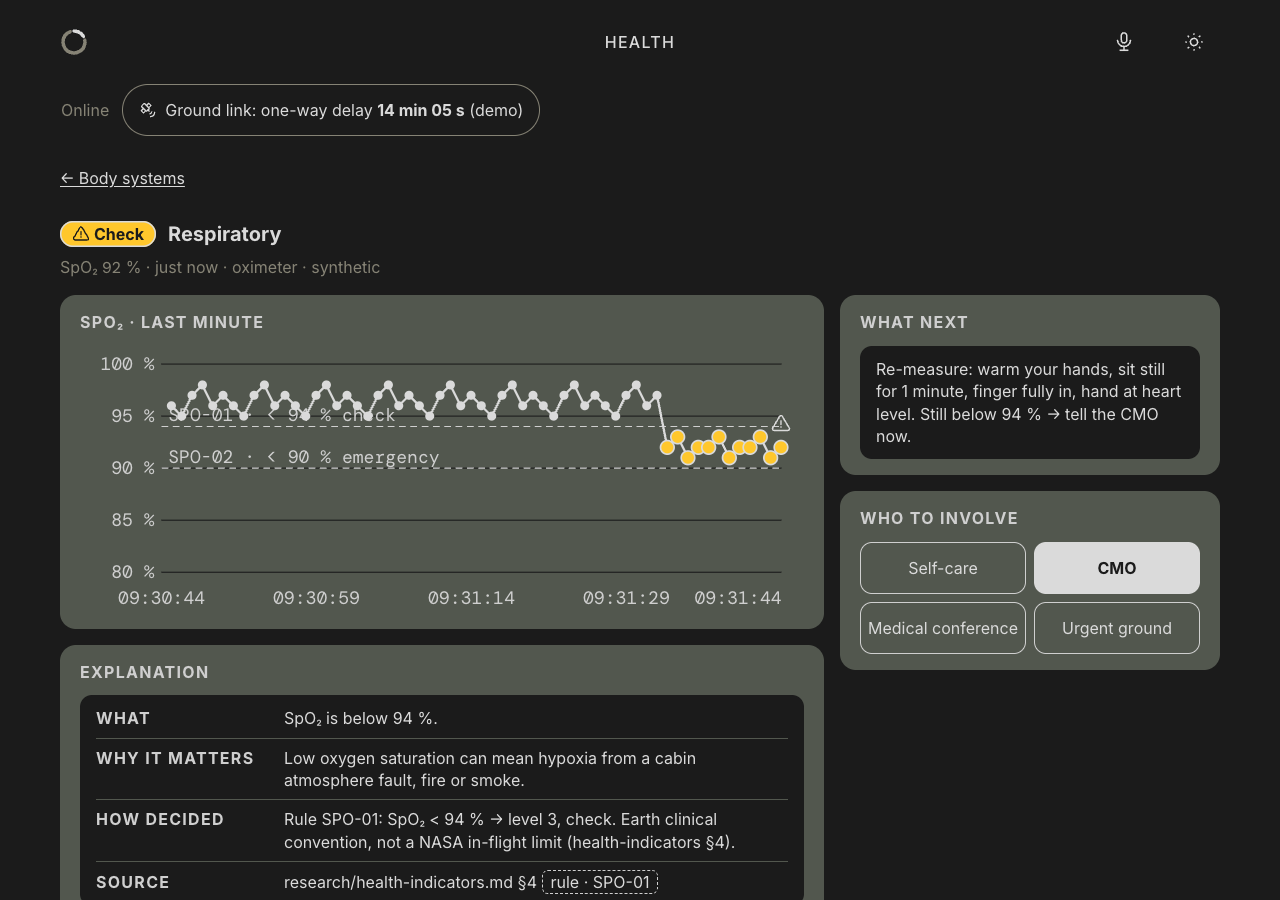 HEALTH
Online
Ground link: one-way delay 14 min 05 s (demo)
← Body systems
Check
Respiratory
SpO₂ 92 % · just now · oximeter · synthetic
SPO₂ · LAST MINUTE
100 %
95 %
SPO-01 · < 94 % check
SPO-02 · < 90 % emergency
90 %
85 %
80 %
09:30:44 09:30:59 09:31:14 09:31:29 09:31:44
WHAT NEXT
Re-measure: warm your hands, sit still
for 1 minute, finger fully in, hand at heart
level. Still below 94 % → tell the CMO
now.
WHO TO INVOLVE
Self-care
CMO
Medical conference
Urgent ground
EXPLANATION
WHAT SpO₂ is below 94 %.
WHY IT MATTERS Low oxygen saturation can mean hypoxia from a cabin
atmosphere fault, fire or smoke.
HOW DECIDED Rule SPO-01: SpO₂ < 94 % → level 3, check. Earth clinical
convention, not a NASA in-flight limit (health-indicators §4).
SOURCE research/health-indicators.md §4 rule · SPO-01